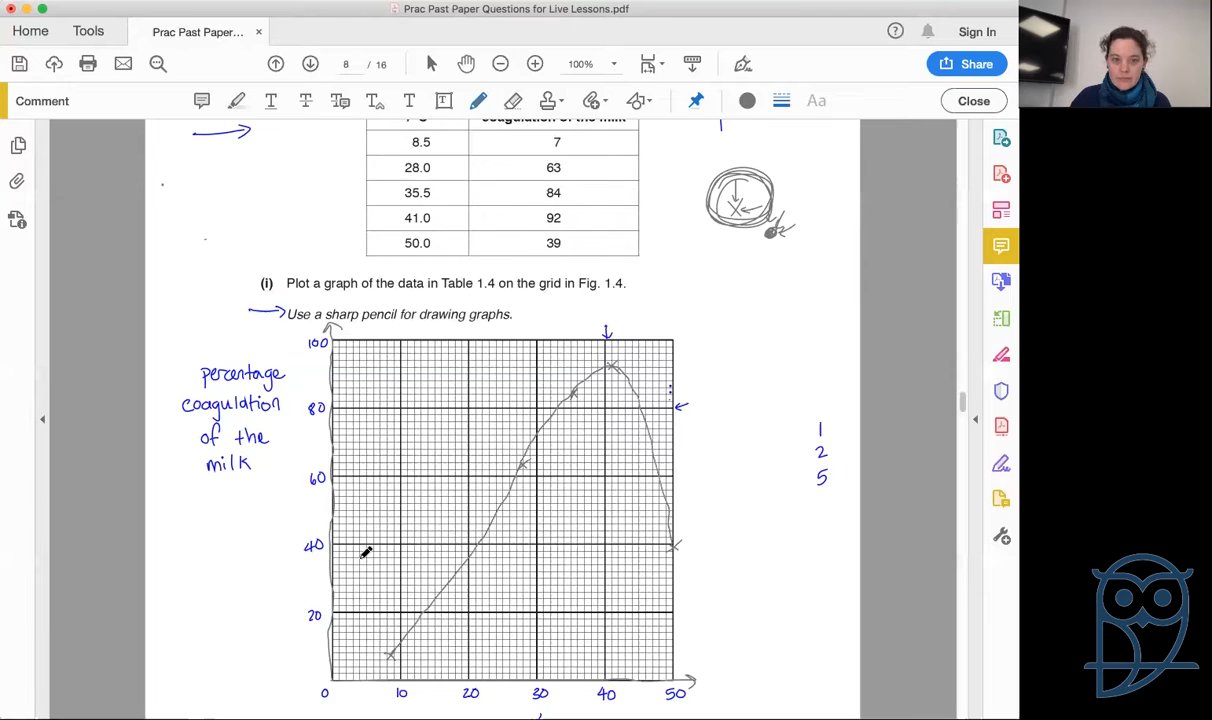 Prac Past Paper Questions for Live Lessons.pdf
Home Tools Prac Past Paper... × Sign In
8 / 16 100% Share
Comment Aa Close
coagulation of the milk
8.5 7
28.0 63
35.5 84
41.0 92
50.0 39
(i) Plot a graph of the data in Table 1.4 on the grid in Fig. 1.4.
Use a sharp pencil for drawing graphs.
100
percentage
coagulation
80
of the
milk
1
2
5
60
40
20
0 10 20 30 40 50